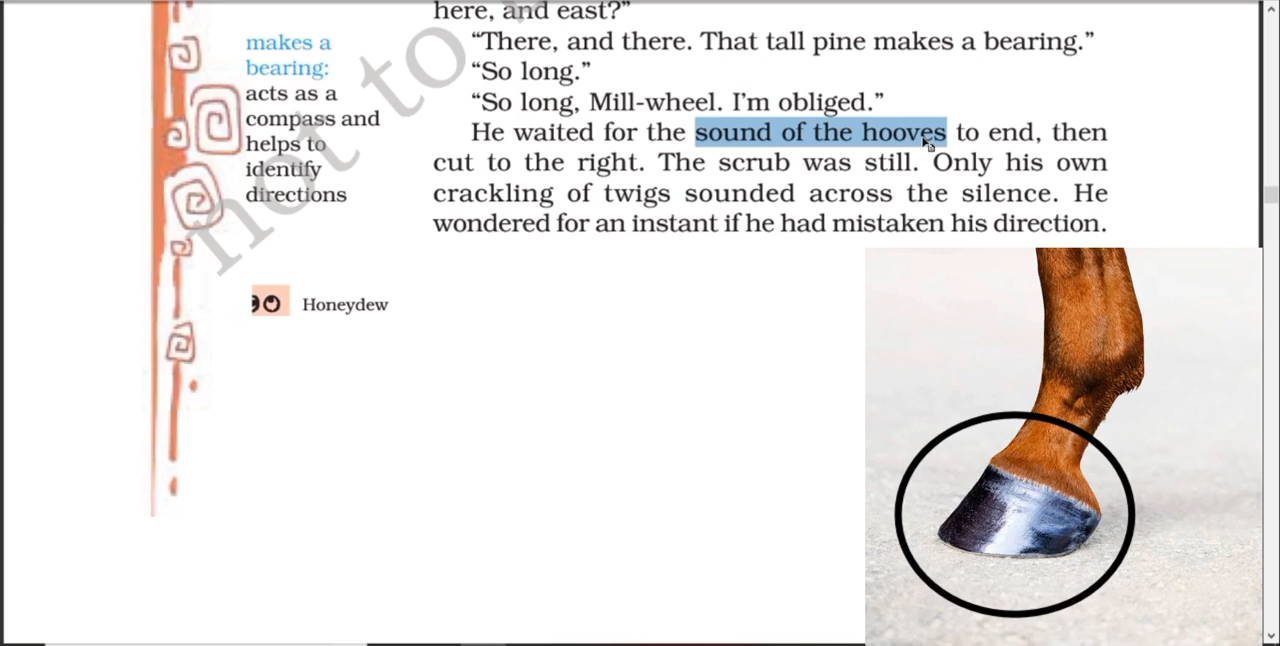 here, and east?”
makes a
bearing:
acts as a
compass and
helps to
identify
directions
“There, and there. That tall pine makes a bearing.”
“So long.”
“So long, Mill-wheel. I’m obliged.”
He waited for the sound of the hooves to end, then
cut to the right. The scrub was still. Only his own
crackling of twigs sounded across the silence. He
wondered for an instant if he had mistaken his direction.
Honeydew
not to